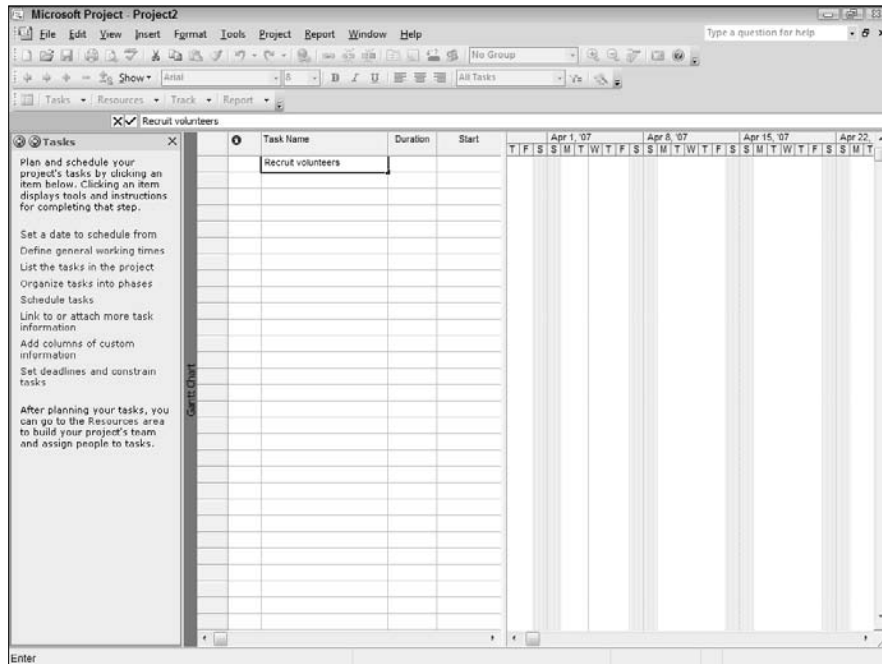 Microsoft Project - Project2
File Edit View Insert Format Tools Project Report Window Help
Type a question for help
No Group
Show
Arial
8
B I U
All Tasks
Tasks Resources Track Report
Recruit volunteers
Tasks
Plan and schedule your
project's tasks by clicking an
item below. Clicking an item
displays tools and instructions
for completing that step.
Set a date to schedule from
Define general working times
List the tasks in the project
Organize tasks into phases
Schedule tasks
Link to or attach more task
information
Add columns of custom
information
Set deadlines and constrain
tasks
After planning your tasks, you
can go to the Resources area
to build your project's team
and assign people to tasks.
Gantt Chart
Task Name Duration Start
Recruit volunteers
Apr 1, '07 Apr 8, '07 Apr 15, '07 Apr 22,
T F S S M T W T F S S M T W T F S S M T W T F S S M T
Enter